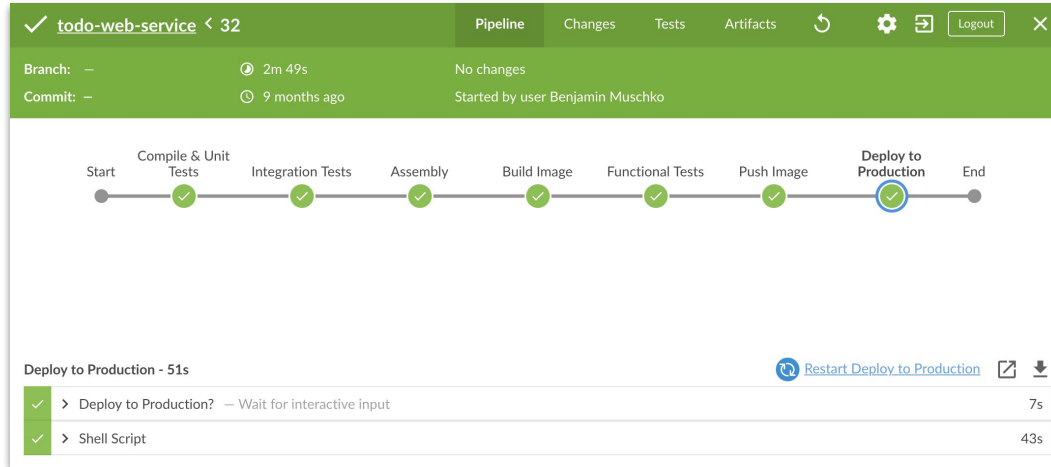 todo-web-service < 32
Pipeline
Changes
Tests
Artifacts
Logout
Branch: —
2m 49s
No changes
Commit: —
9 months ago
Started by user Benjamin Muschko
Start
Compile & Unit
Tests
Integration Tests
Assembly
Build Image
Functional Tests
Push Image
Deploy to
Production
End
Deploy to Production - 51s
Restart Deploy to Production
Deploy to Production? — Wait for interactive input
7s
Shell Script
43s